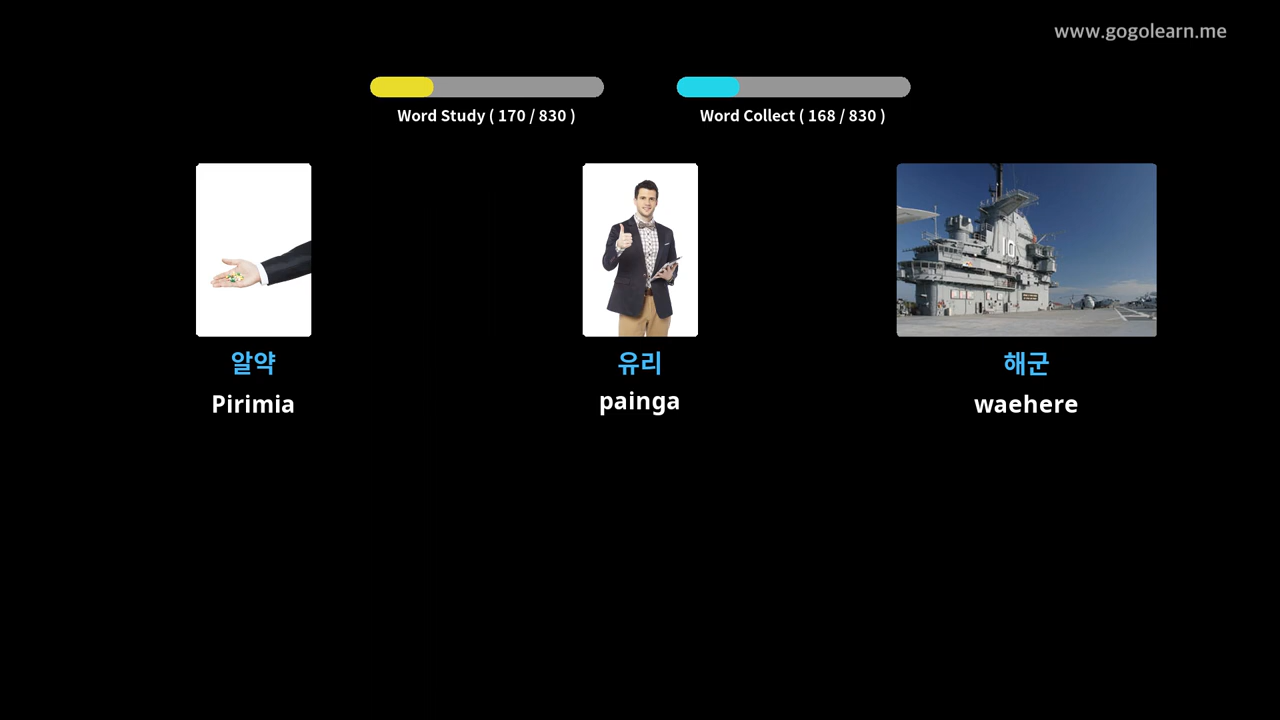 www.gogolearn.me
Word Study ( 170 / 830 )
Word Collect ( 168 / 830 )
알약
유리
해군
Pirimia
painga
waehere